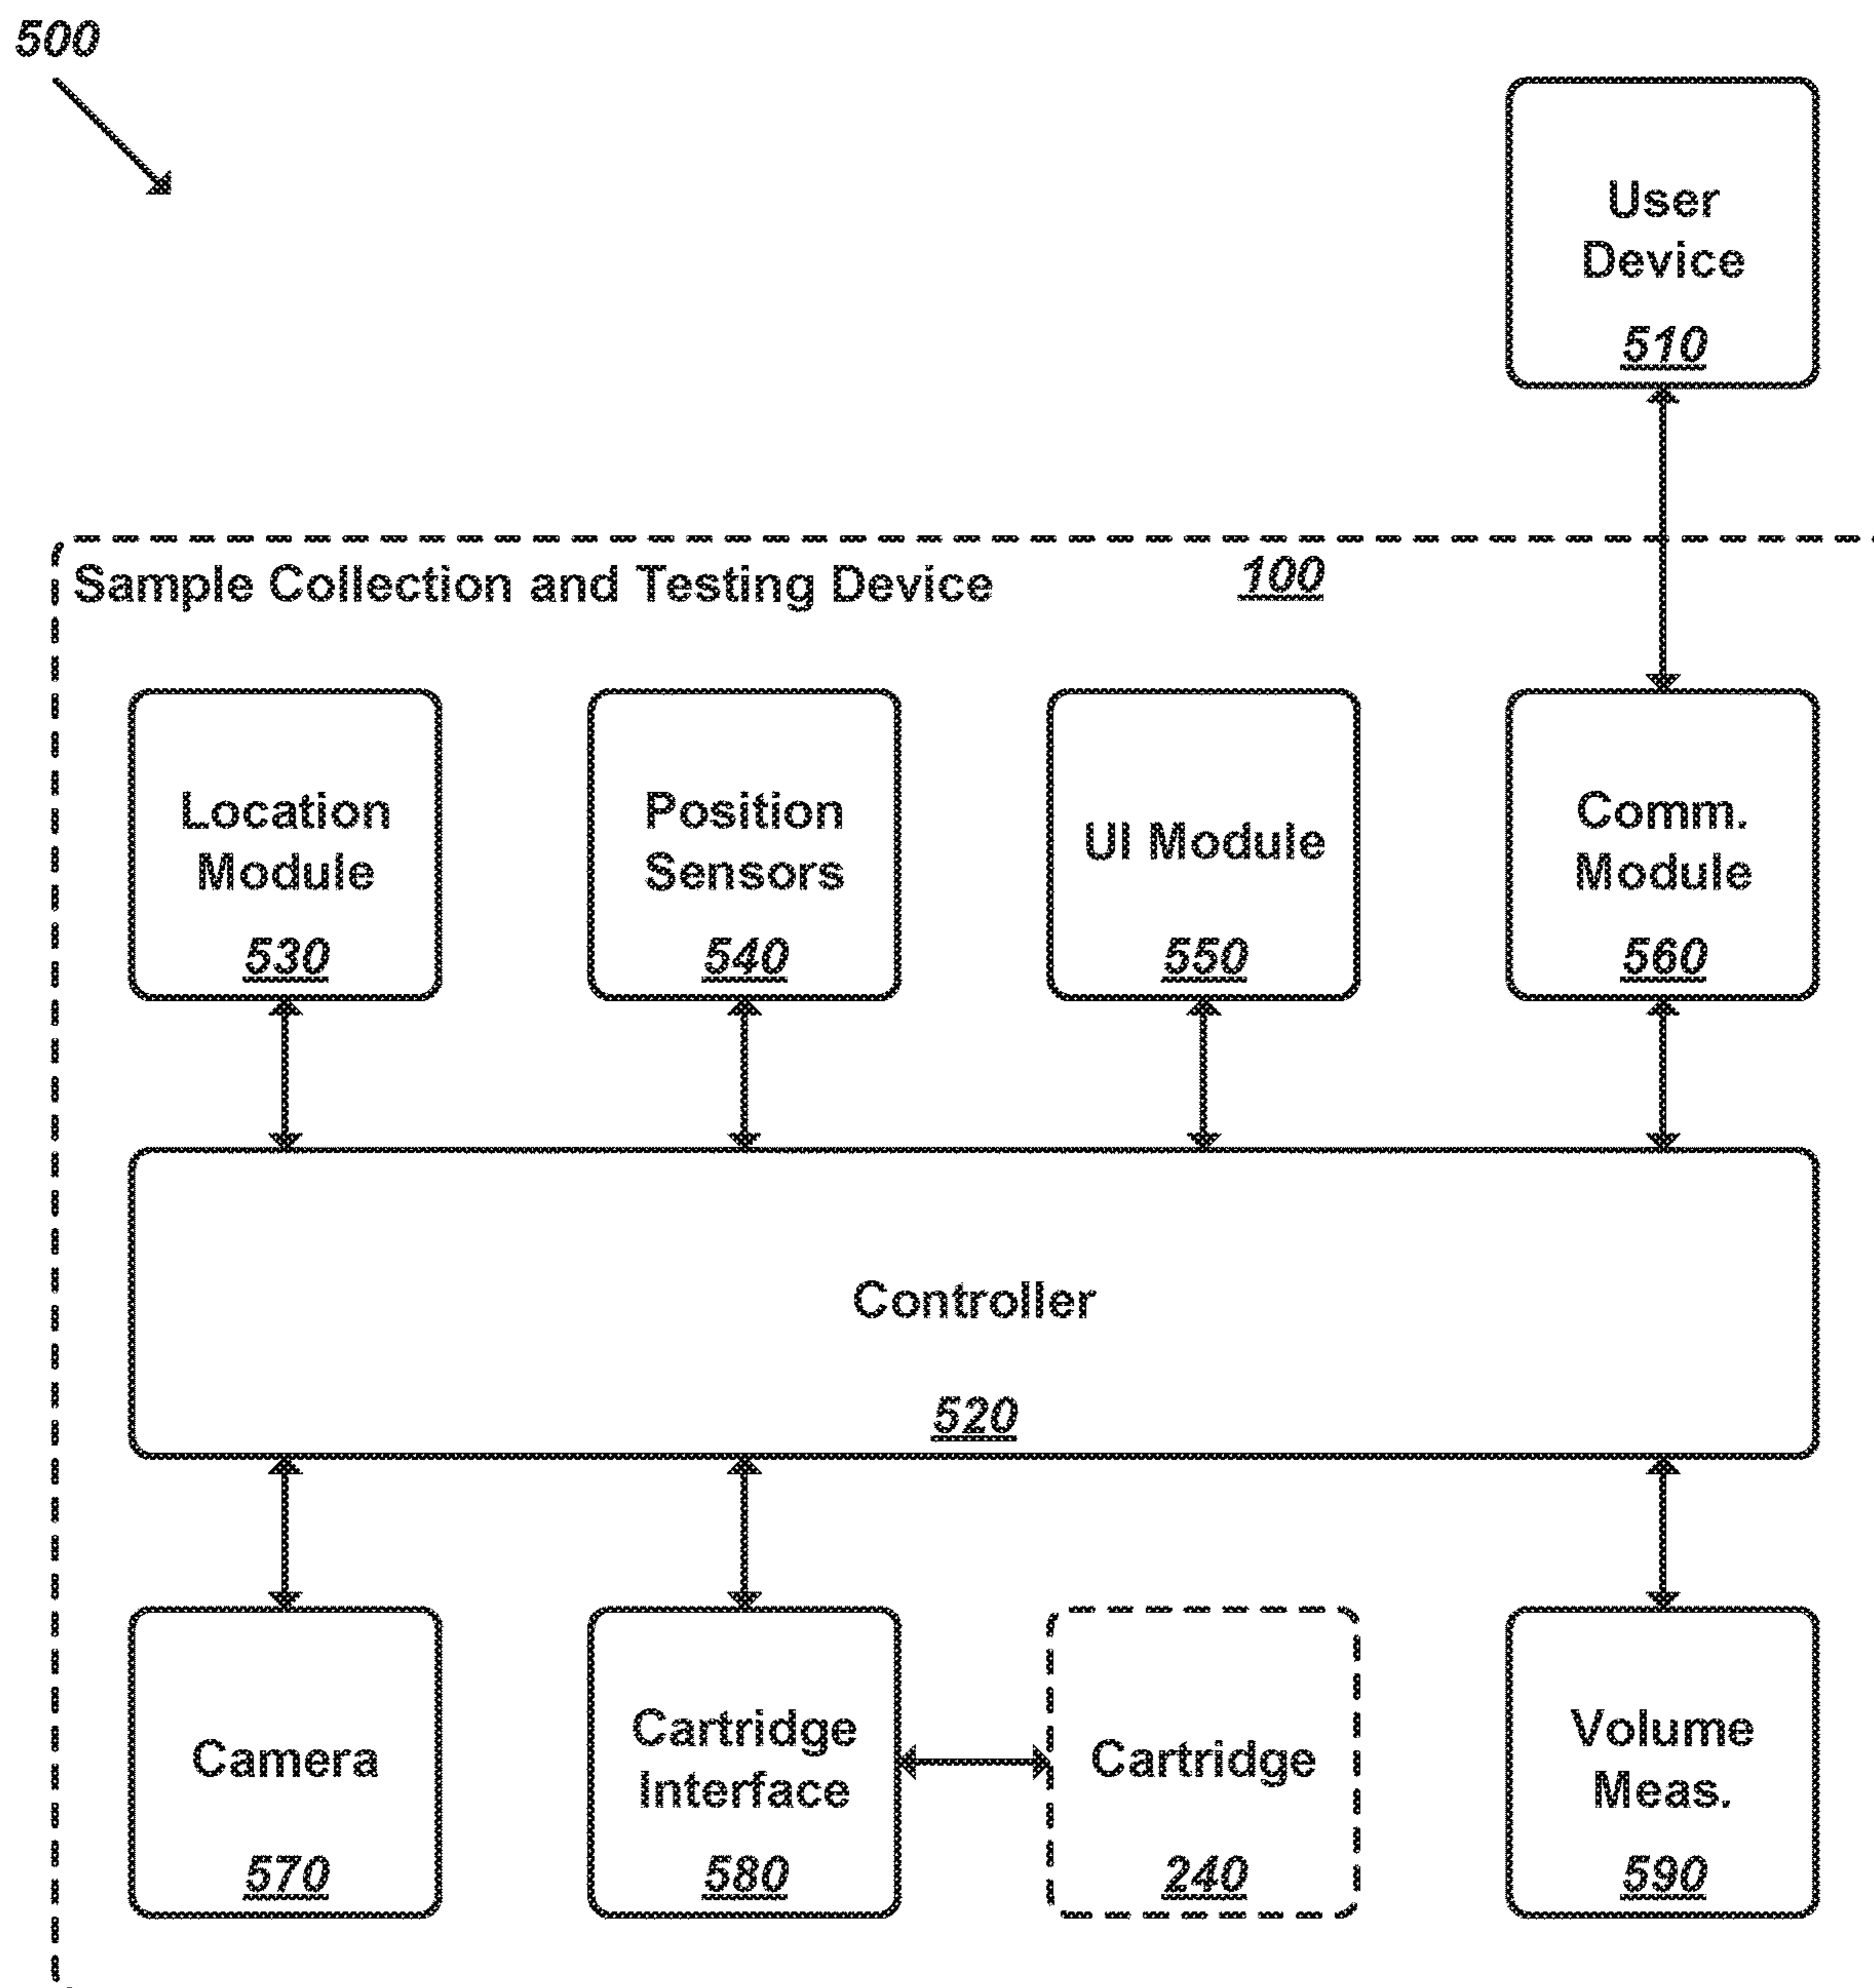 500
User
Device
510
Sample Collection and Testing Device 100
Location
Module
530
Position
Sensors
540
UI Module
550
Comm.
Module
560
Controller
520
Camera
570
Cartridge
Interface
580
Cartridge
240
Volume
Meas.
590